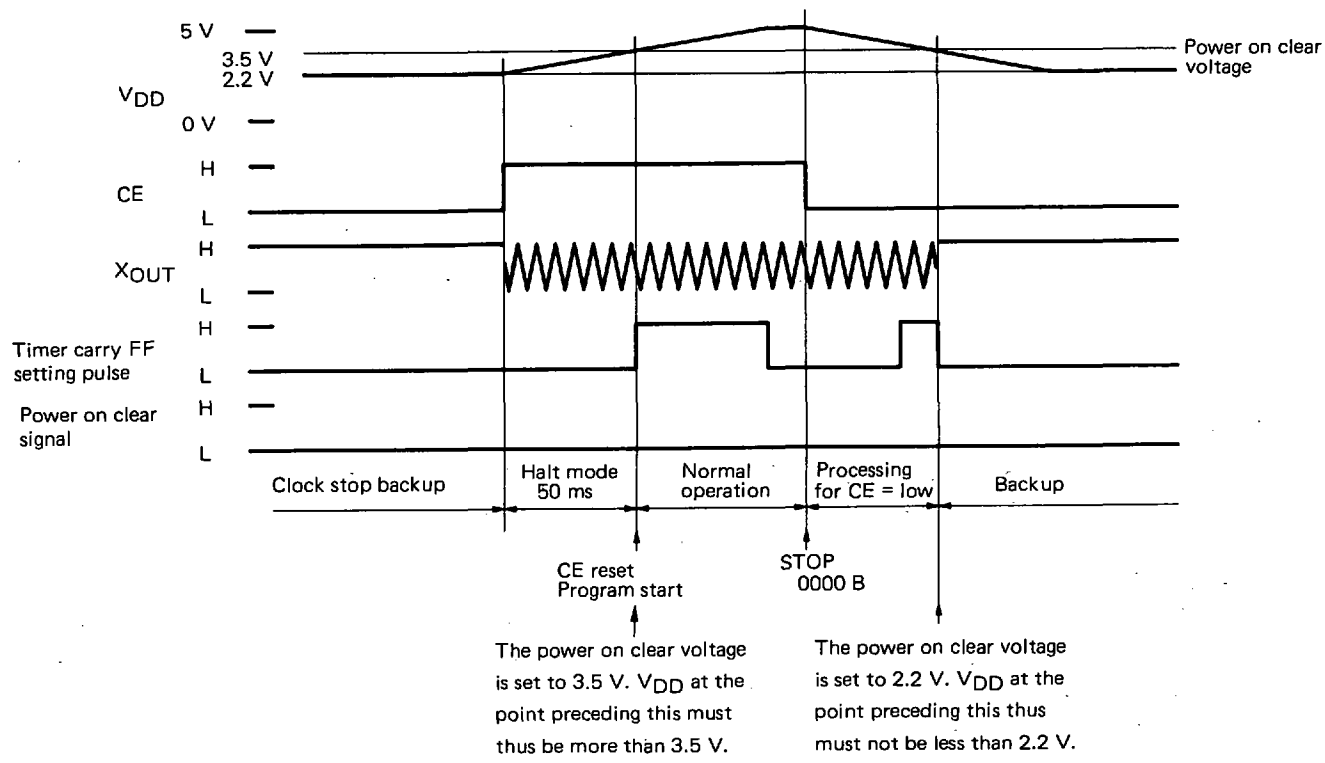 5 V
3.5 V
2.2 V
VDD
0 V
Power on clear
voltage
H
CE
L
H
XOUT
L
H
Timer carry FF
setting pulse
L
H
Power on clear
signal
L
Clock stop backup
Halt mode
50 ms
Normal
operation
Processing
for CE = low
Backup
CE reset
Program start
STOP
0000 B
The power on clear voltage
is set to 3.5 V. VDD at the
point preceding this must
thus be more than 3.5 V.
The power on clear voltage
is set to 2.2 V. VDD at the
point preceding this thus
must not be less than 2.2 V.